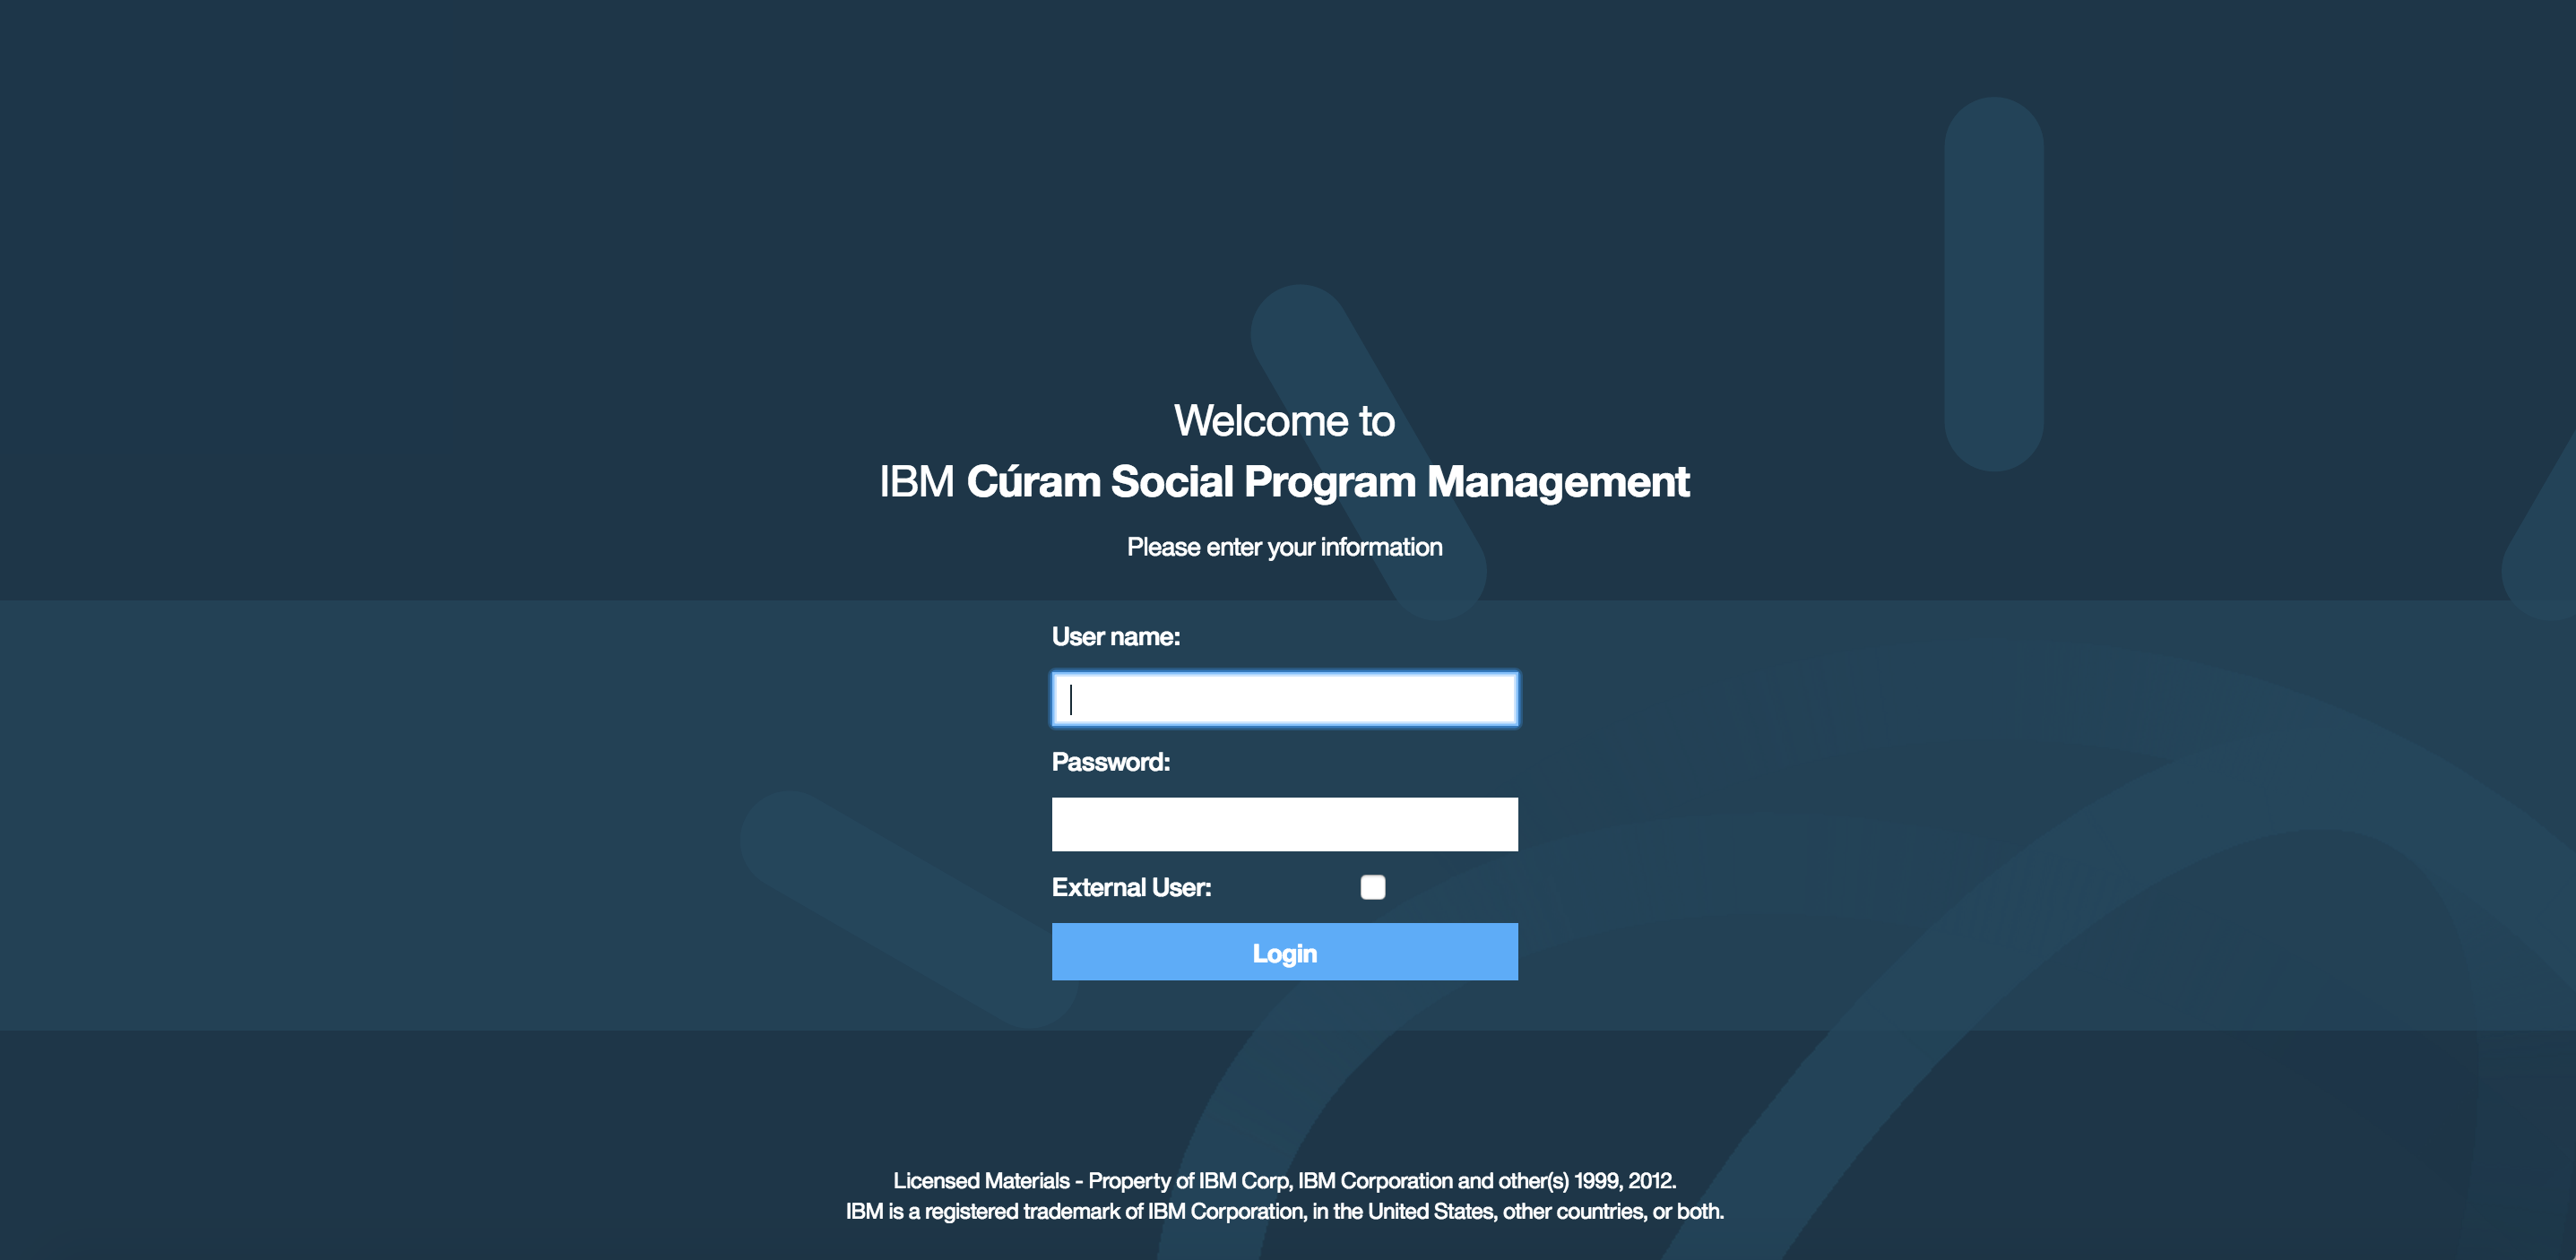 Welcome to
IBM Cúram Social Program Management
Please enter your information
User name:
Password:
External User:
Login
Licensed Materials - Property of IBM Corp, IBM Corporation and other(s) 1999, 2012.
IBM is a registered trademark of IBM Corporation, in the United States, other countries, or both.